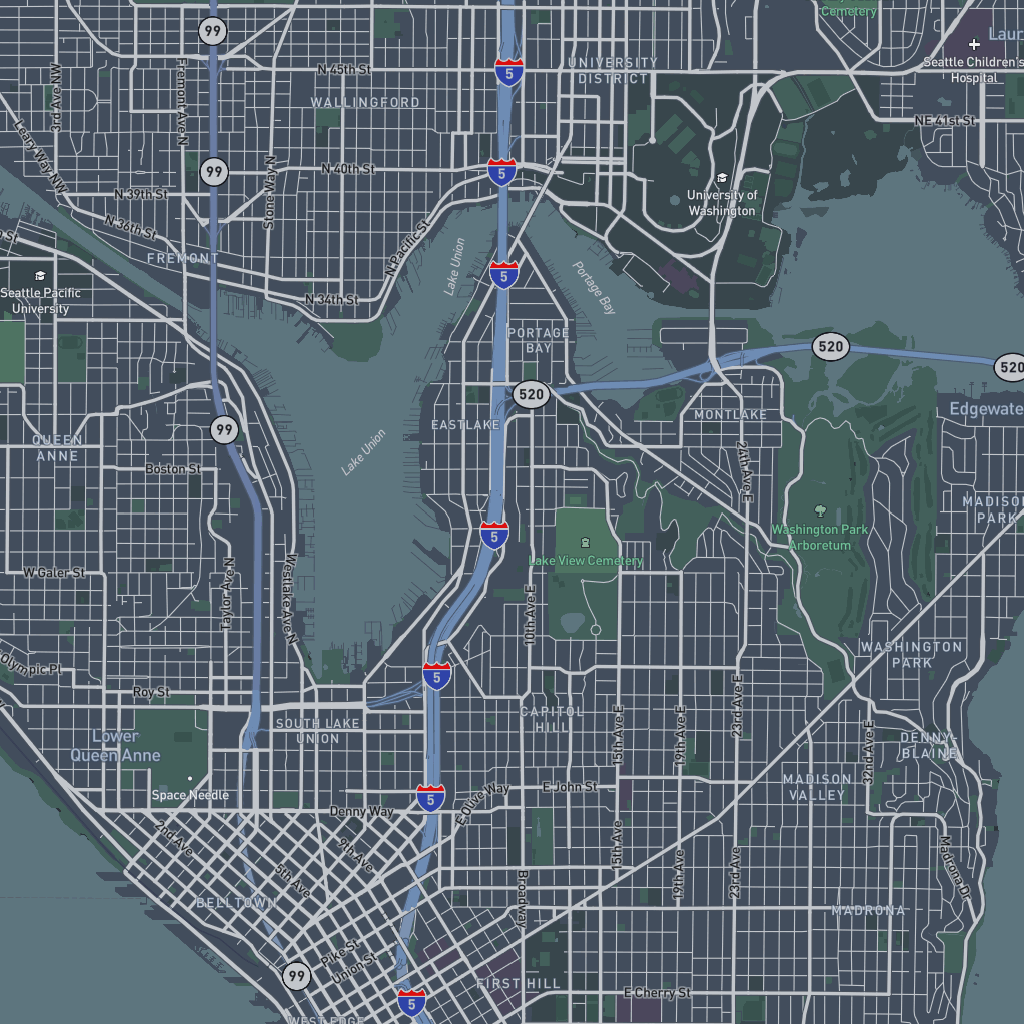 Cemetery
99
Laur
Seattle Children's
Hospital
UNIVERSITY
DISTRICT
N 45th St
5
3rd Ave NW
Fremont Ave N
WALLINGFORD
NE 41st St
Leary Way NW
99
N 40th St
5
Stone Way N
N 39th St
University of
Washington
N 36th St
N Pacific St
Lake Union
Portage Bay
FREMONT
5
Seattle Pacific
University
N 34th St
PORTAGE
BAY
520
520
520
Edgewate
MONTLAKE
EASTLAKE
99
QUEEN
ANNE
Lake Union
24th Ave E
Boston St
MADISON
PARK
Washington Park
Arboretum
5
Lake View Cemetery
W Galer St
Taylor Ave N
Westlake Ave N
10th Ave E
WASHINGTON
PARK
Olympic Pl
5
Roy St
SOUTH LAKE
UNION
CAPITOL
HILL
15th Ave E
19th Ave E
23rd Ave E
32nd Ave E
DENNY-
BLAINE
Lower
Queen Anne
Space Needle
MADISON
VALLEY
5
E John St
E Olive Way
Denny Way
2nd Ave
9th Ave
5th Ave
15th Ave
19th Ave
23rd Ave
Madrona Dr
Broadway
BELLTOWN
MADRONA
Pike St
Union St
99
FIRST HILL
E Cherry St
5
WEST EDGE